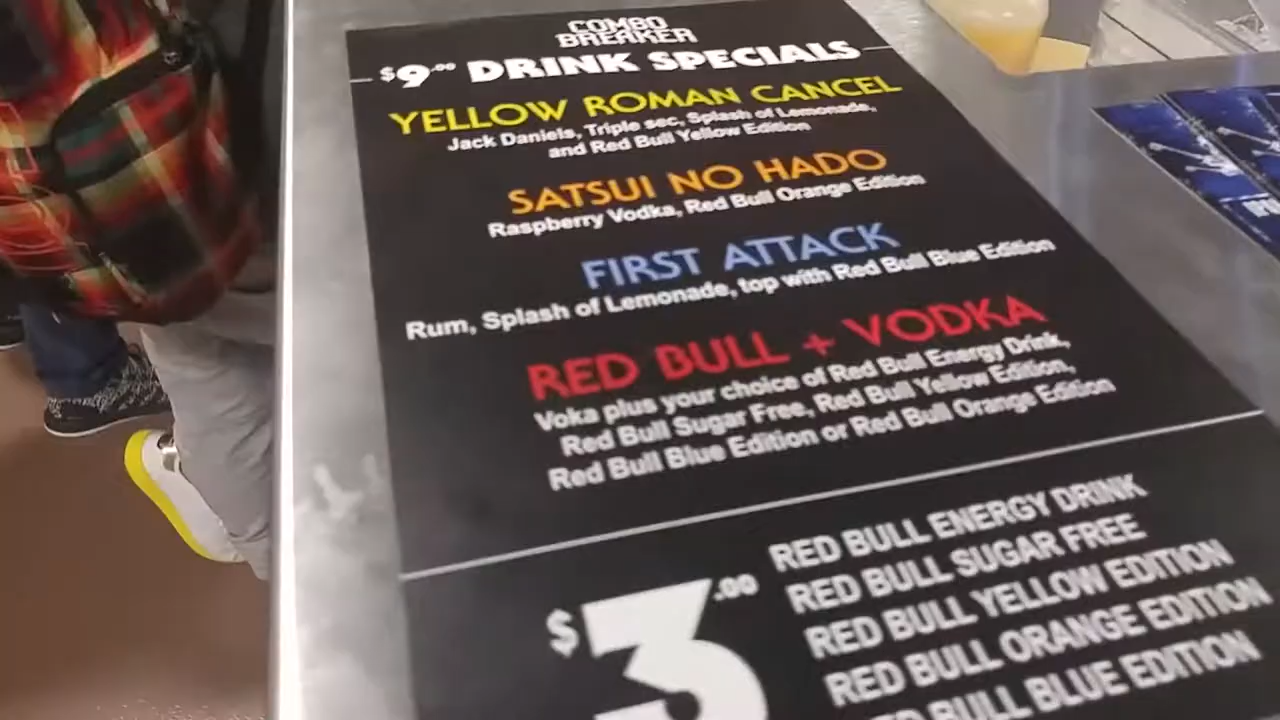 COMBO
BREAKER
$9.00 DRINK SPECIALS
YELLOW ROMAN CANCEL
Jack Daniels, Triple sec, Splash of Lemonade,
and Red Bull Yellow Edition
SATSUI NO HADO
Raspberry Vodka, Red Bull Orange Edition
FIRST ATTACK
Rum, Splash of Lemonade, top with Red Bull Blue Edition
RED BULL + VODKA
Voka plus your choice of Red Bull Energy Drink,
Red Bull Sugar Free, Red Bull Yellow Edition,
Red Bull Blue Edition or Red Bull Orange Edition
$3.00
RED BULL ENERGY DRINK
RED BULL SUGAR FREE
RED BULL YELLOW EDITION
RED BULL ORANGE EDITION
RED BULL BLUE EDITION